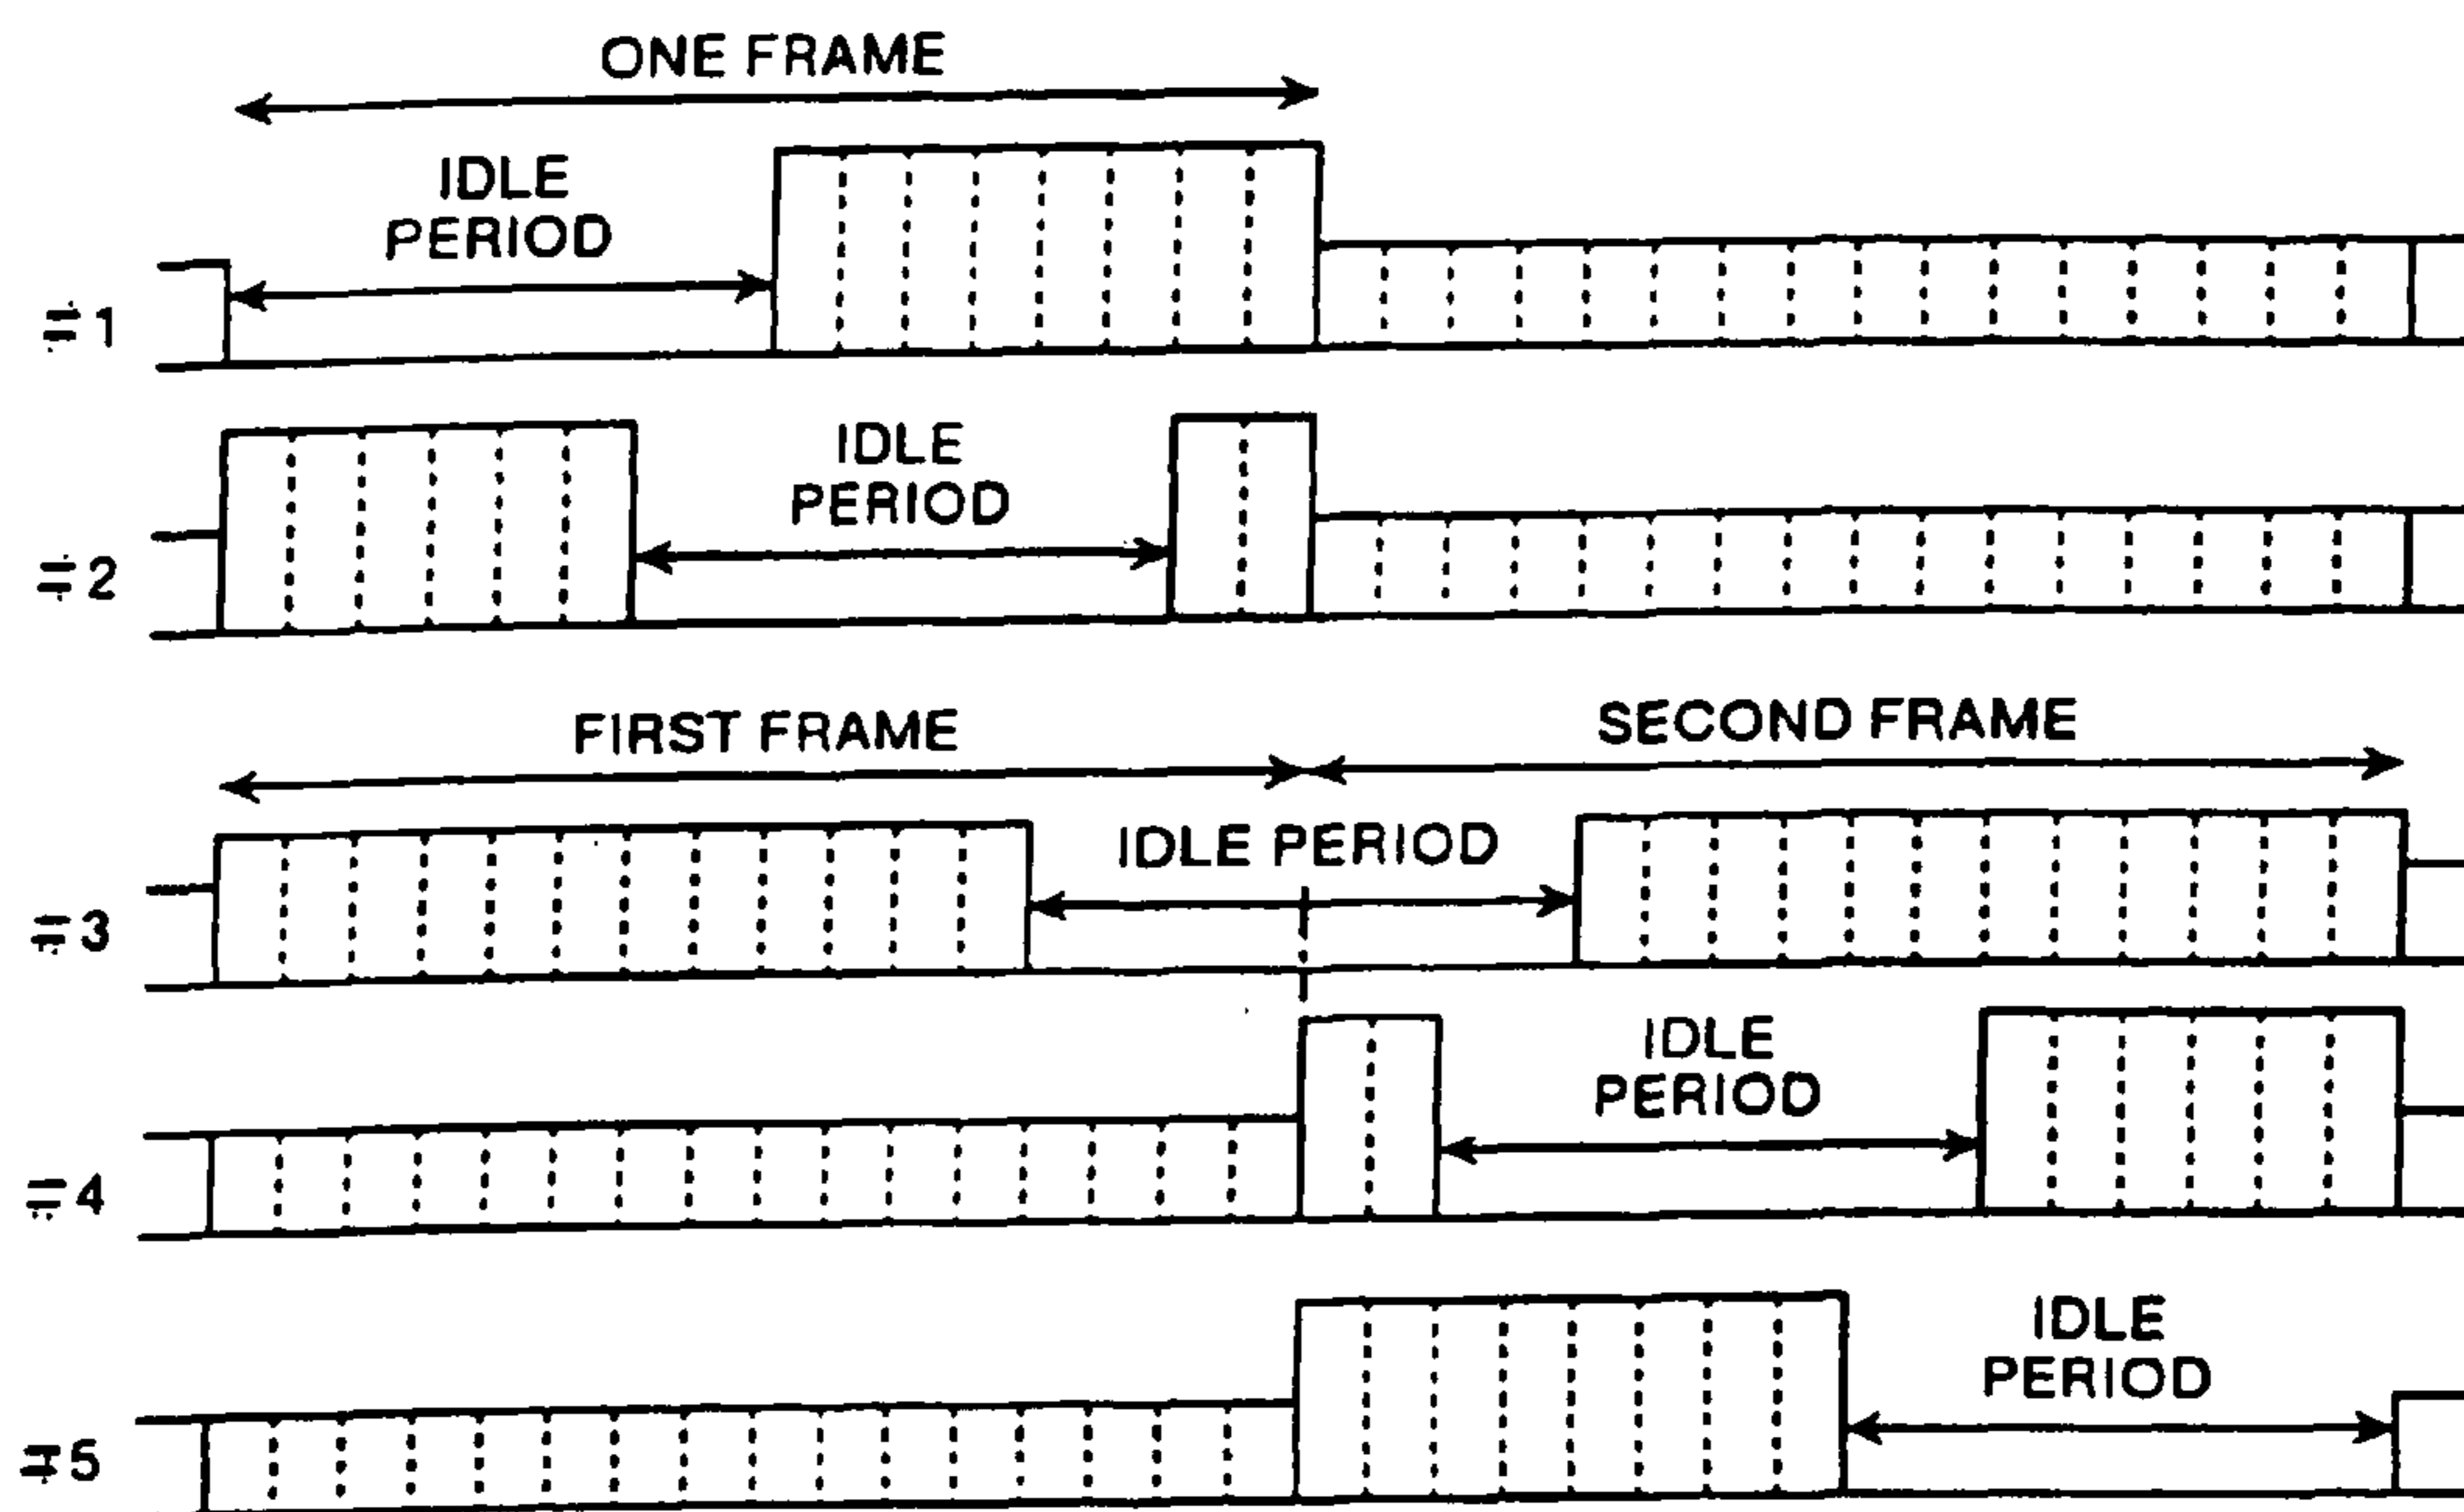 ONE FRAME
IDLE
PERIOD
#1
IDLE
PERIOD
#2
FIRST FRAME
SECOND FRAME
IDLE PERIOD
#3
IDLE
PERIOD
#4
IDLE
PERIOD
#5